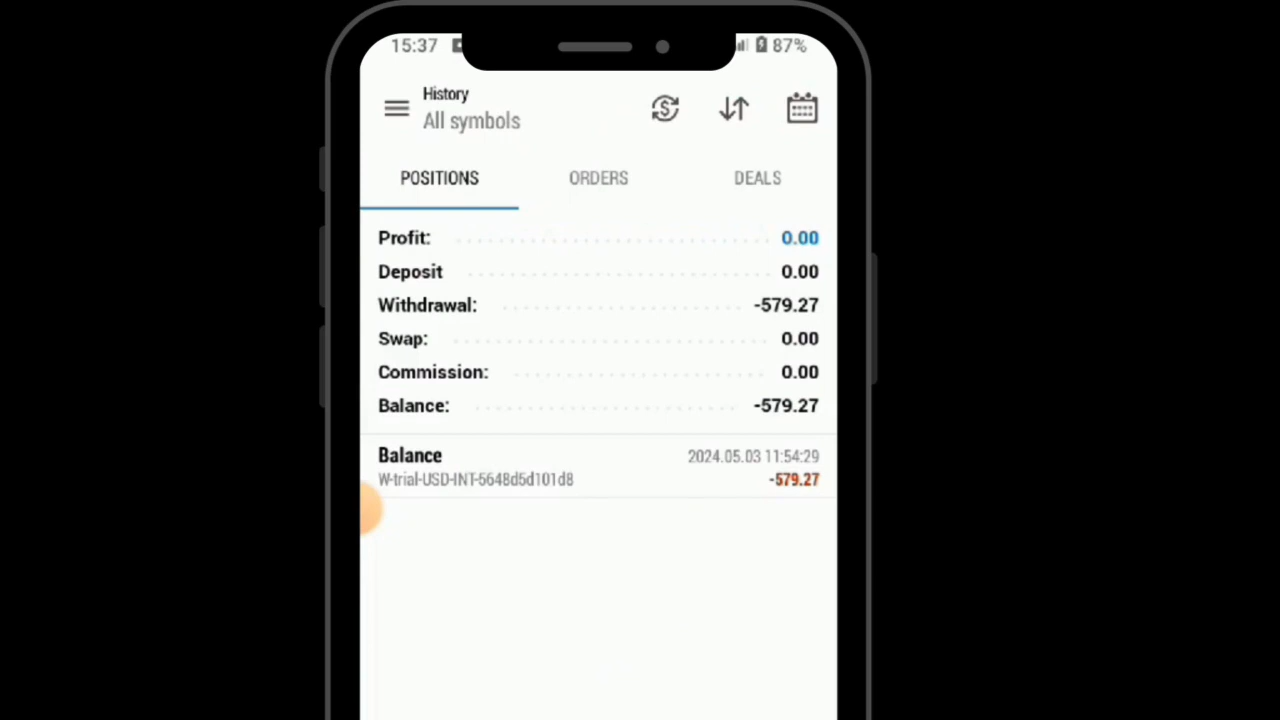 15:37 87%
History
All symbols
POSITIONS ORDERS DEALS
Profit: 0.00
Deposit 0.00
Withdrawal: -579.27
Swap: 0.00
Commission: 0.00
Balance: -579.27
Balance 2024.05.03 11:54:29
W-trial-USD-INT-5648d5d101d8 -579.27